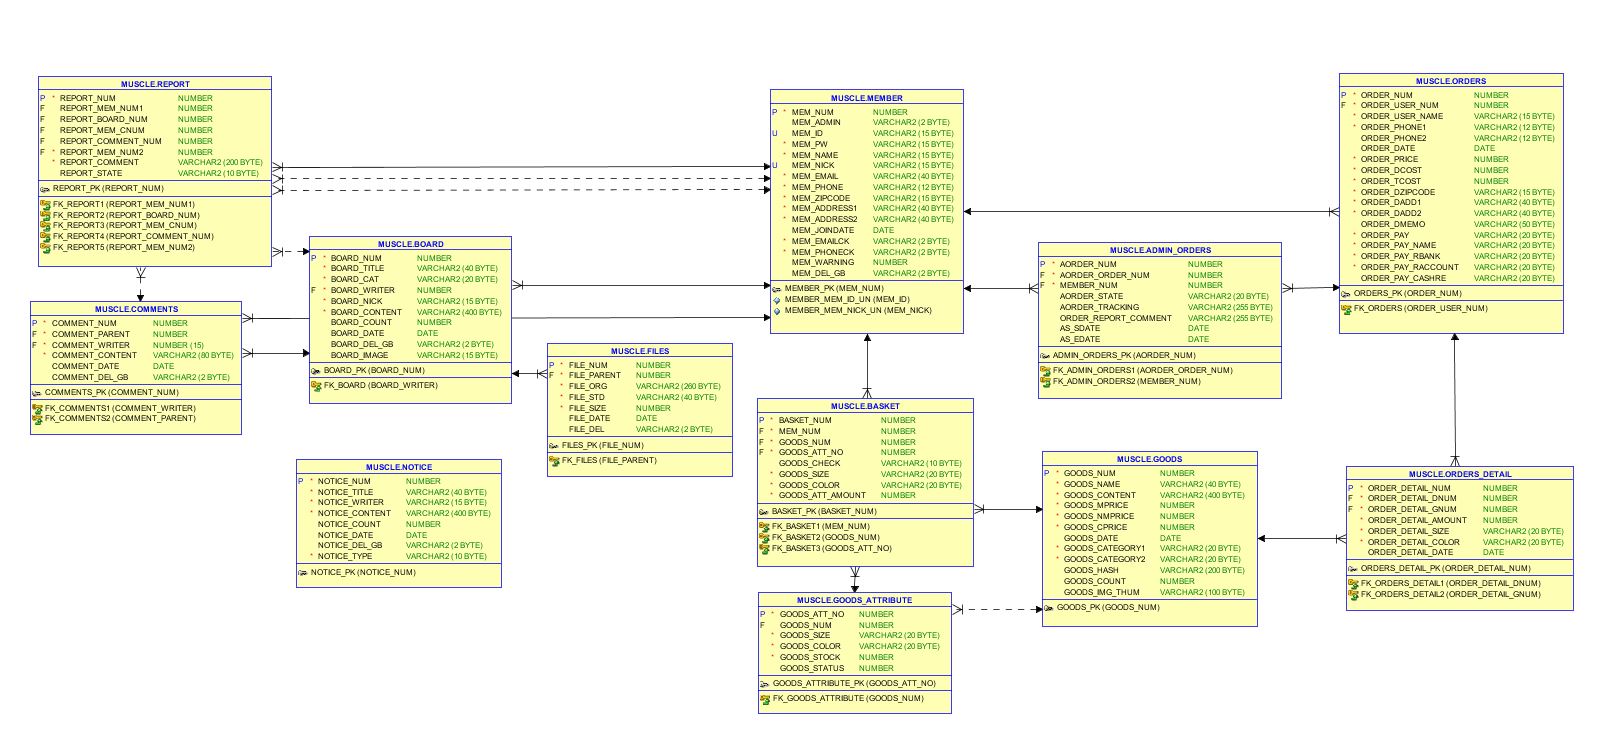 MUSCLE.REPORT
P * REPORT_NUM NUMBER
F REPORT_MEM_NUM1 NUMBER
F REPORT_BOARD_NUM NUMBER
F REPORT_MEM_CNUM NUMBER
F REPORT_COMMENT_NUM NUMBER
F * REPORT_MEM_NUM2 NUMBER
* REPORT_COMMENT VARCHAR2 (200 BYTE)
REPORT_STATE VARCHAR2 (10 BYTE)
REPORT_PK (REPORT_NUM)
FK_REPORT1 (REPORT_MEM_NUM1)
FK_REPORT2 (REPORT_BOARD_NUM)
FK_REPORT3 (REPORT_MEM_CNUM)
FK_REPORT4 (REPORT_COMMENT_NUM)
FK_REPORT5 (REPORT_MEM_NUM2)
MUSCLE.COMMENTS
P * COMMENT_NUM NUMBER
F * COMMENT_PARENT NUMBER
F * COMMENT_WRITER NUMBER (15)
* COMMENT_CONTENT VARCHAR2 (80 BYTE)
COMMENT_DATE DATE
COMMENT_DEL_GB VARCHAR2 (2 BYTE)
COMMENTS_PK (COMMENT_NUM)
FK_COMMENTS1 (COMMENT_WRITER)
FK_COMMENTS2 (COMMENT_PARENT)
MUSCLE.BOARD
P * BOARD_NUM NUMBER
* BOARD_TITLE VARCHAR2 (40 BYTE)
* BOARD_CAT VARCHAR2 (20 BYTE)
F * BOARD_WRITER NUMBER
* BOARD_NICK VARCHAR2 (15 BYTE)
* BOARD_CONTENT VARCHAR2 (400 BYTE)
BOARD_COUNT NUMBER
BOARD_DATE DATE
BOARD_DEL_GB VARCHAR2 (2 BYTE)
BOARD_IMAGE VARCHAR2 (15 BYTE)
BOARD_PK (BOARD_NUM)
FK_BOARD (BOARD_WRITER)
MUSCLE.FILES
P * FILE_NUM NUMBER
F * FILE_PARENT NUMBER
* FILE_ORG VARCHAR2 (260 BYTE)
* FILE_STD VARCHAR2 (40 BYTE)
* FILE_SIZE NUMBER
FILE_DATE DATE
FILE_DEL VARCHAR2 (2 BYTE)
FILES_PK (FILE_NUM)
FK_FILES (FILE_PARENT)
MUSCLE.NOTICE
P * NOTICE_NUM NUMBER
* NOTICE_TITLE VARCHAR2 (40 BYTE)
* NOTICE_WRITER VARCHAR2 (15 BYTE)
* NOTICE_CONTENT VARCHAR2 (400 BYTE)
NOTICE_COUNT NUMBER
NOTICE_DATE DATE
NOTICE_DEL_GB VARCHAR2 (2 BYTE)
* NOTICE_TYPE VARCHAR2 (10 BYTE)
NOTICE_PK (NOTICE_NUM)
MUSCLE.MEMBER
P * MEM_NUM NUMBER
MEM_ADMIN VARCHAR2 (2 BYTE)
U MEM_ID VARCHAR2 (15 BYTE)
* MEM_PW VARCHAR2 (15 BYTE)
* MEM_NAME VARCHAR2 (15 BYTE)
U MEM_NICK VARCHAR2 (15 BYTE)
* MEM_EMAIL VARCHAR2 (40 BYTE)
* MEM_PHONE VARCHAR2 (12 BYTE)
* MEM_ZIPCODE VARCHAR2 (15 BYTE)
* MEM_ADDRESS1 VARCHAR2 (40 BYTE)
* MEM_ADDRESS2 VARCHAR2 (40 BYTE)
MEM_JOINDATE DATE
* MEM_EMAILCK VARCHAR2 (2 BYTE)
* MEM_PHONECK VARCHAR2 (2 BYTE)
MEM_WARNING NUMBER
MEM_DEL_GB VARCHAR2 (2 BYTE)
MEMBER_PK (MEM_NUM)
MEMBER_MEM_ID_UN (MEM_ID)
MEMBER_MEM_NICK_UN (MEM_NICK)
MUSCLE.BASKET
P * BASKET_NUM NUMBER
F * MEM_NUM NUMBER
F * GOODS_NUM NUMBER
F * GOODS_ATT_NO NUMBER
GOODS_CHECK VARCHAR2 (10 BYTE)
* GOODS_SIZE VARCHAR2 (20 BYTE)
* GOODS_COLOR VARCHAR2 (20 BYTE)
* GOODS_ATT_AMOUNT NUMBER
BASKET_PK (BASKET_NUM)
FK_BASKET1 (MEM_NUM)
FK_BASKET2 (GOODS_NUM)
FK_BASKET3 (GOODS_ATT_NO)
MUSCLE.GOODS_ATTRIBUTE
P * GOODS_ATT_NO NUMBER
F GOODS_NUM NUMBER
* GOODS_SIZE VARCHAR2 (20 BYTE)
* GOODS_COLOR VARCHAR2 (20 BYTE)
* GOODS_STOCK NUMBER
GOODS_STATUS NUMBER
GOODS_ATTRIBUTE_PK (GOODS_ATT_NO)
FK_GOODS_ATTRIBUTE (GOODS_NUM)
MUSCLE.ADMIN_ORDERS
P * AORDER_NUM NUMBER
F * AORDER_ORDER_NUM NUMBER
F * MEMBER_NUM NUMBER
AORDER_STATE VARCHAR2 (20 BYTE)
AORDER_TRACKING VARCHAR2 (255 BYTE)
ORDER_REPORT_COMMENT VARCHAR2 (255 BYTE)
AS_SDATE DATE
AS_EDATE DATE
ADMIN_ORDERS_PK (AORDER_NUM)
FK_ADMIN_ORDERS1 (AORDER_ORDER_NUM)
FK_ADMIN_ORDERS2 (MEMBER_NUM)
MUSCLE.GOODS
P * GOODS_NUM NUMBER
* GOODS_NAME VARCHAR2 (40 BYTE)
* GOODS_CONTENT VARCHAR2 (400 BYTE)
* GOODS_MPRICE NUMBER
* GOODS_NMPRICE NUMBER
* GOODS_CPRICE NUMBER
GOODS_DATE DATE
* GOODS_CATEGORY1 VARCHAR2 (20 BYTE)
* GOODS_CATEGORY2 VARCHAR2 (20 BYTE)
GOODS_HASH VARCHAR2 (200 BYTE)
GOODS_COUNT NUMBER
GOODS_IMG_THUM VARCHAR2 (100 BYTE)
GOODS_PK (GOODS_NUM)
MUSCLE.ORDERS
P * ORDER_NUM NUMBER
F * ORDER_USER_NUM NUMBER
* ORDER_USER_NAME VARCHAR2 (15 BYTE)
* ORDER_PHONE1 VARCHAR2 (12 BYTE)
ORDER_PHONE2 VARCHAR2 (12 BYTE)
ORDER_DATE DATE
* ORDER_PRICE NUMBER
* ORDER_DCOST NUMBER
* ORDER_TCOST NUMBER
* ORDER_DZIPCODE VARCHAR2 (15 BYTE)
* ORDER_DADD1 VARCHAR2 (40 BYTE)
* ORDER_DADD2 VARCHAR2 (40 BYTE)
ORDER_DMEMO VARCHAR2 (50 BYTE)
* ORDER_PAY VARCHAR2 (20 BYTE)
* ORDER_PAY_NAME VARCHAR2 (20 BYTE)
* ORDER_PAY_RBANK VARCHAR2 (20 BYTE)
* ORDER_PAY_RACCOUNT VARCHAR2 (20 BYTE)
ORDER_PAY_CASHRE VARCHAR2 (20 BYTE)
ORDERS_PK (ORDER_NUM)
FK_ORDERS (ORDER_USER_NUM)
MUSCLE.ORDERS_DETAIL
P * ORDER_DETAIL_NUM NUMBER
F * ORDER_DETAIL_DNUM NUMBER
F * ORDER_DETAIL_GNUM NUMBER
* ORDER_DETAIL_AMOUNT NUMBER
* ORDER_DETAIL_SIZE VARCHAR2 (20 BYTE)
* ORDER_DETAIL_COLOR VARCHAR2 (20 BYTE)
ORDER_DETAIL_DATE DATE
ORDERS_DETAIL_PK (ORDER_DETAIL_NUM)
FK_ORDERS_DETAIL1 (ORDER_DETAIL_DNUM)
FK_ORDERS_DETAIL2 (ORDER_DETAIL_GNUM)